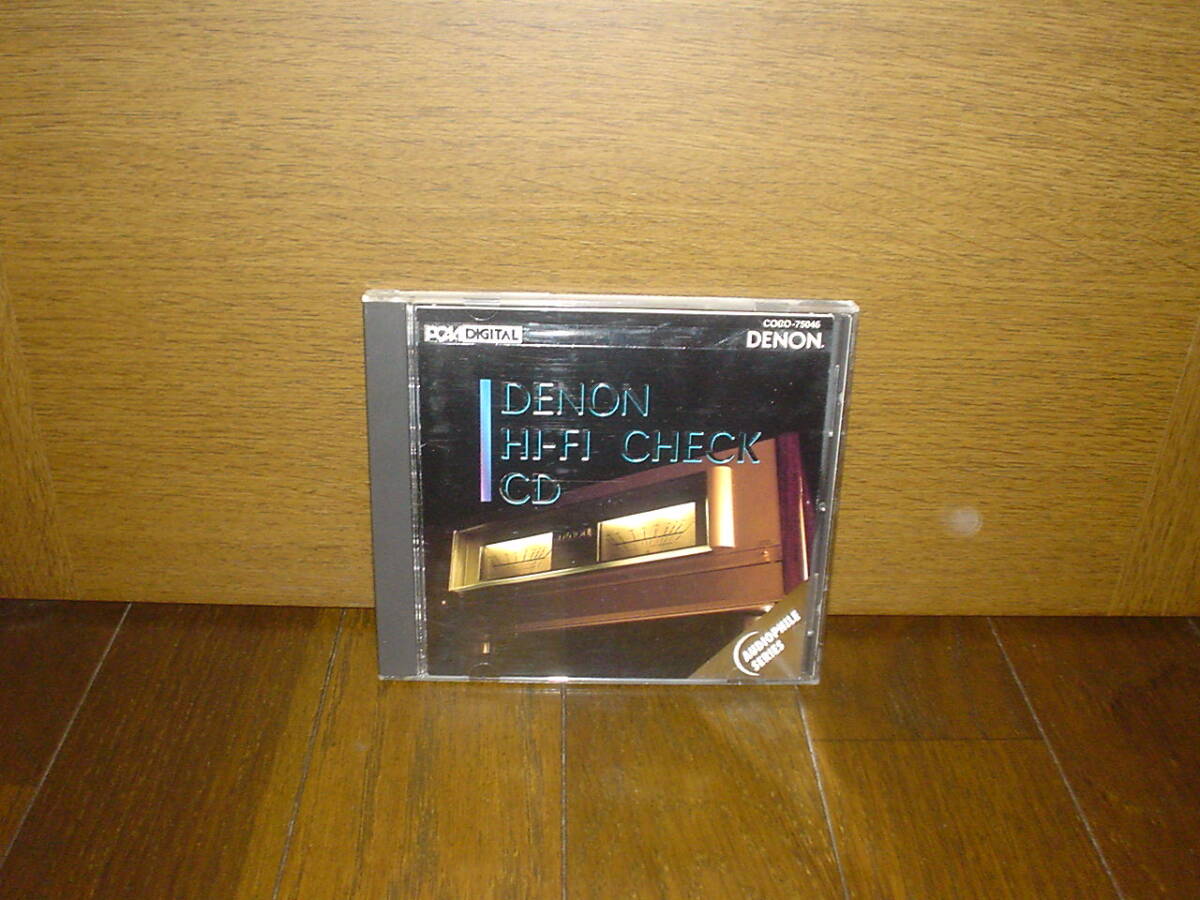 PCM DIGITAL
COCO-75046
DENON
DENON
HI-FI CHECK
CD
AUDIOPHILE
SERIES